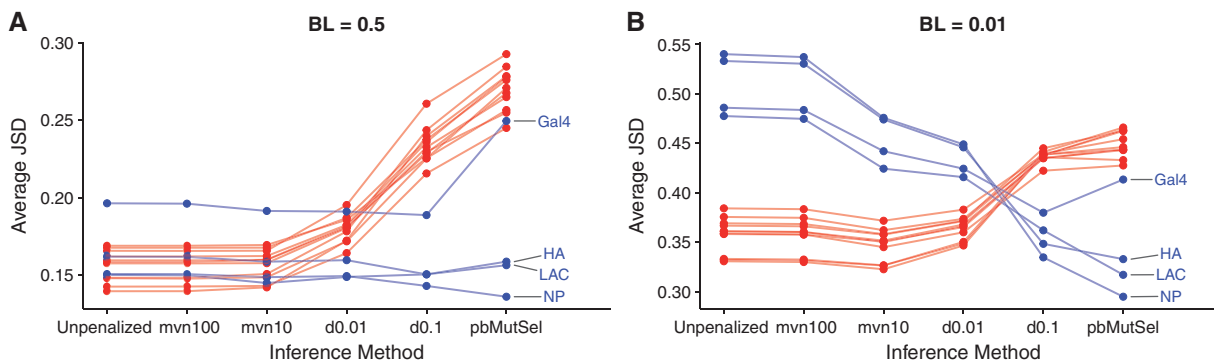 A
BL = 0.5
Average JSD
0.30
0.25
0.20
0.15
Gal4
HA
LAC
NP
Unpenalized mvn100 mvn10 d0.01 d0.1 pbMutSel
Inference Method
B
BL = 0.01
Average JSD
0.55
0.50
0.45
0.40
0.35
0.30
Gal4
HA
LAC
NP
Unpenalized mvn100 mvn10 d0.01 d0.1 pbMutSel
Inference Method